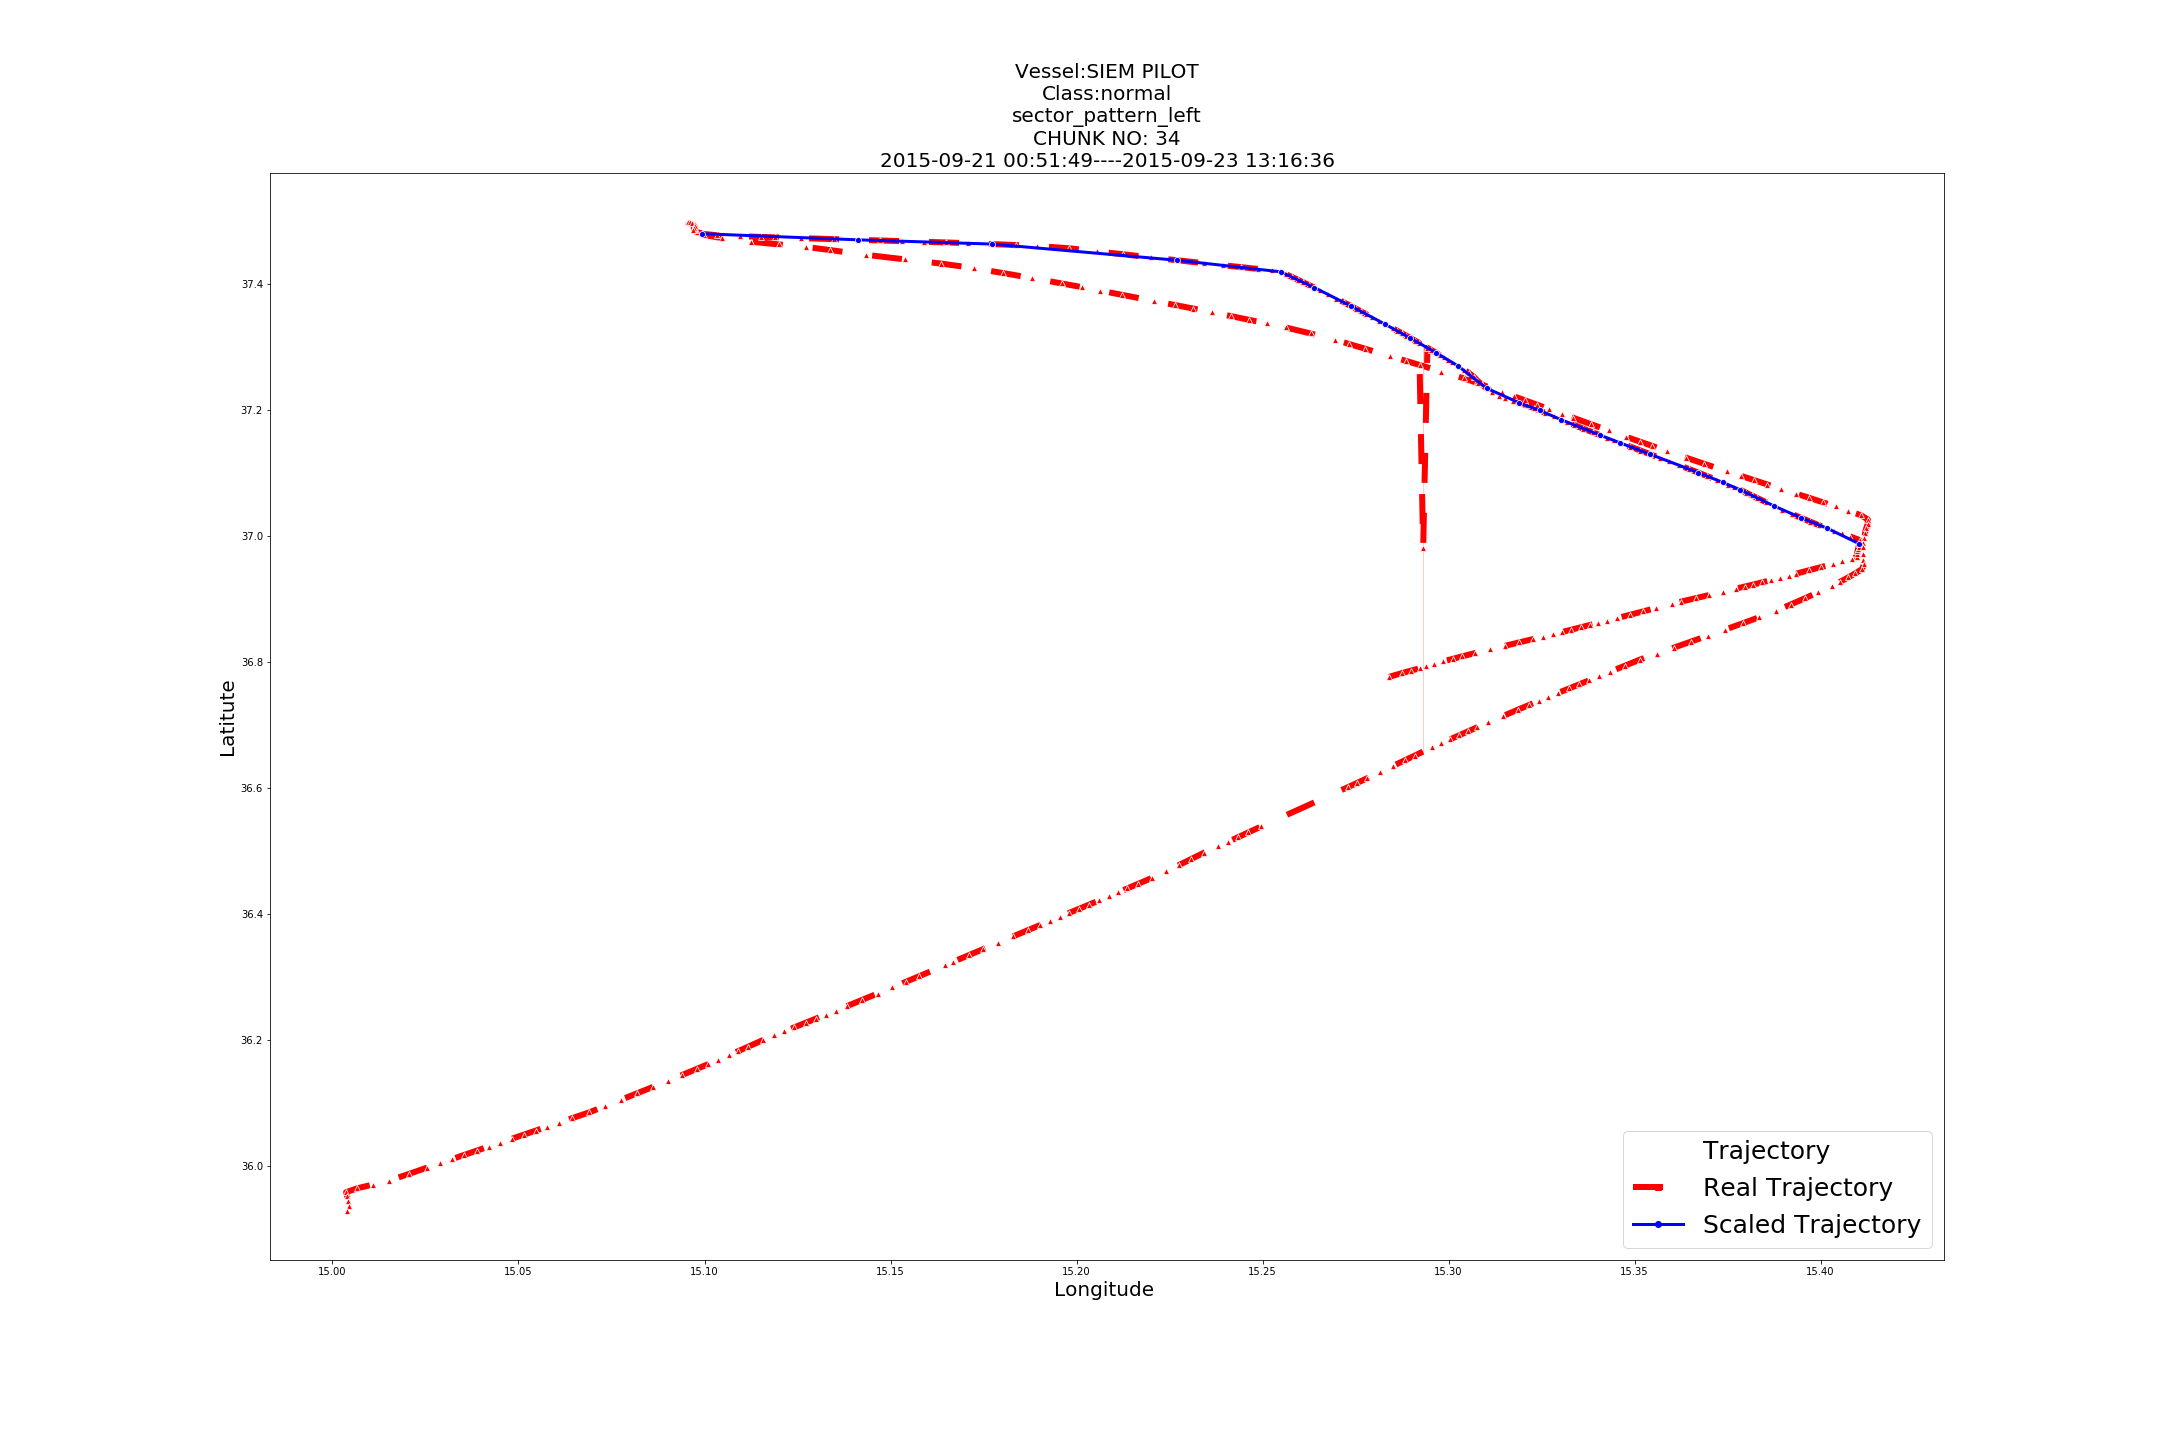 Vessel:SIEM PILOT
Class:normal
sector_pattern_left
CHUNK NO: 34
2015-09-21 00:51:49----2015-09-23 13:16:36
37.4
37.2
37.0
36.8
36.6
36.4
36.2
36.0
Latitute
15.00
15.05
15.10
15.15
15.20
15.25
15.30
15.35
15.40
Longitude
Trajectory
Real Trajectory
Scaled Trajectory